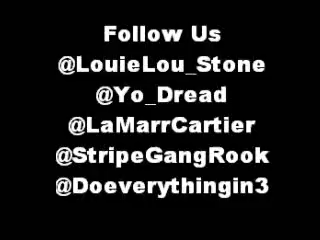 Follow Us
@LouieLou_Stone
@Yo_Dread
@LaMarrCartier
@StripeGangRook
@Doeverythingin3